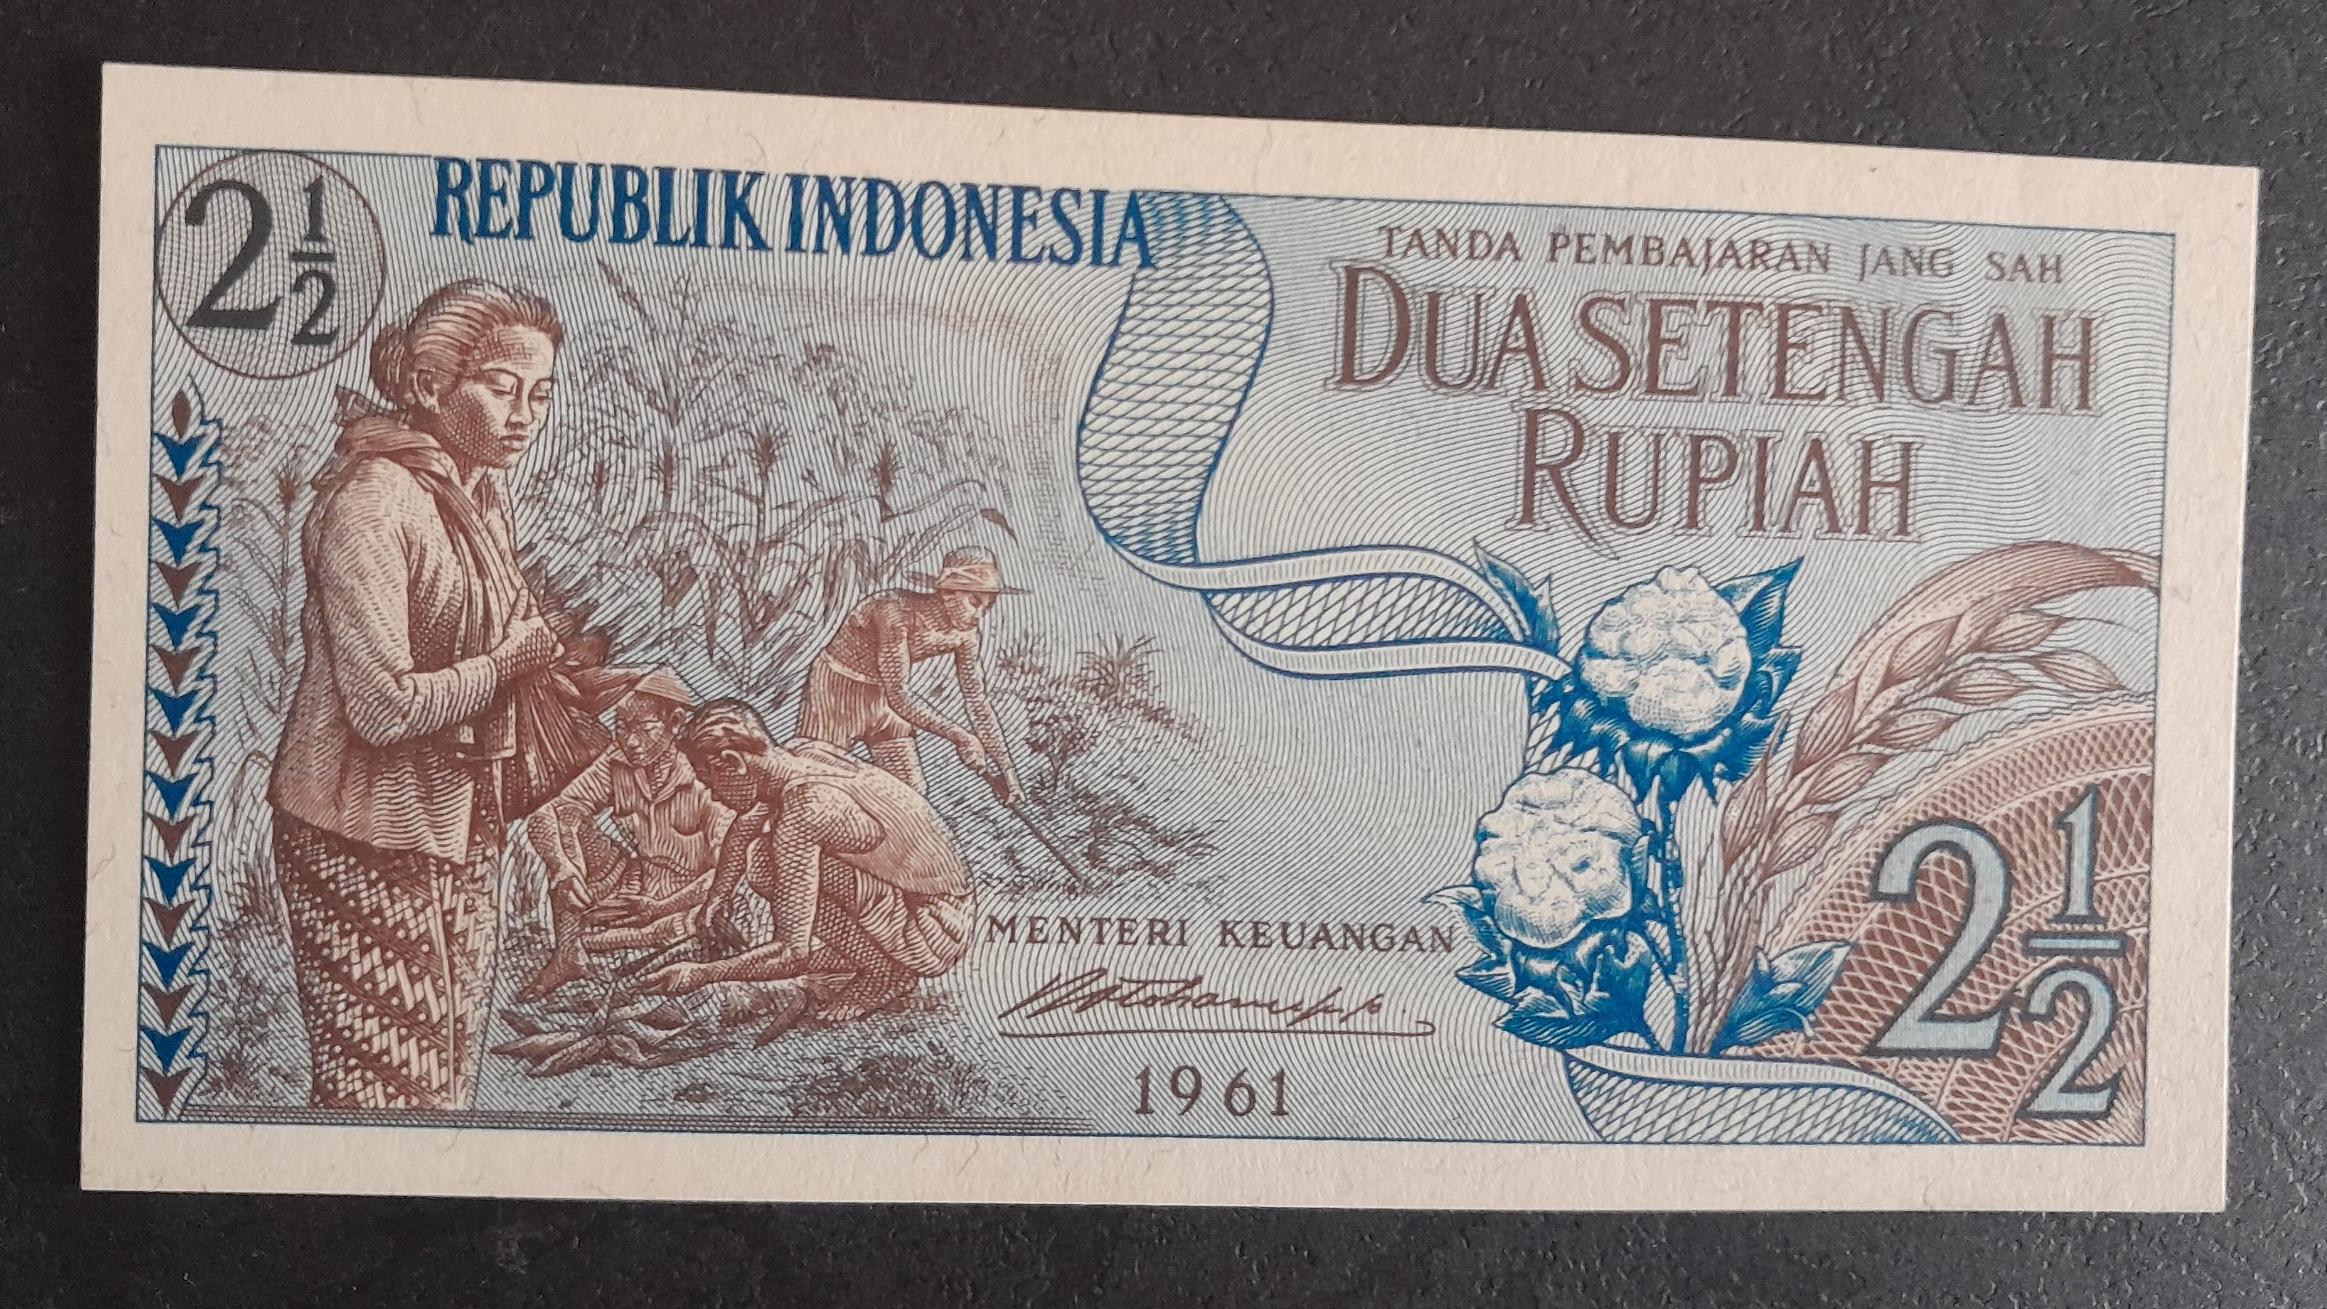 2 1/2
REPUBLIK INDONESIA
TANDA PEMBAJARAN JANG SAH
DUA SETENGAH
RUPIAH
MENTERI KEUANGAN
1961
2 1/2